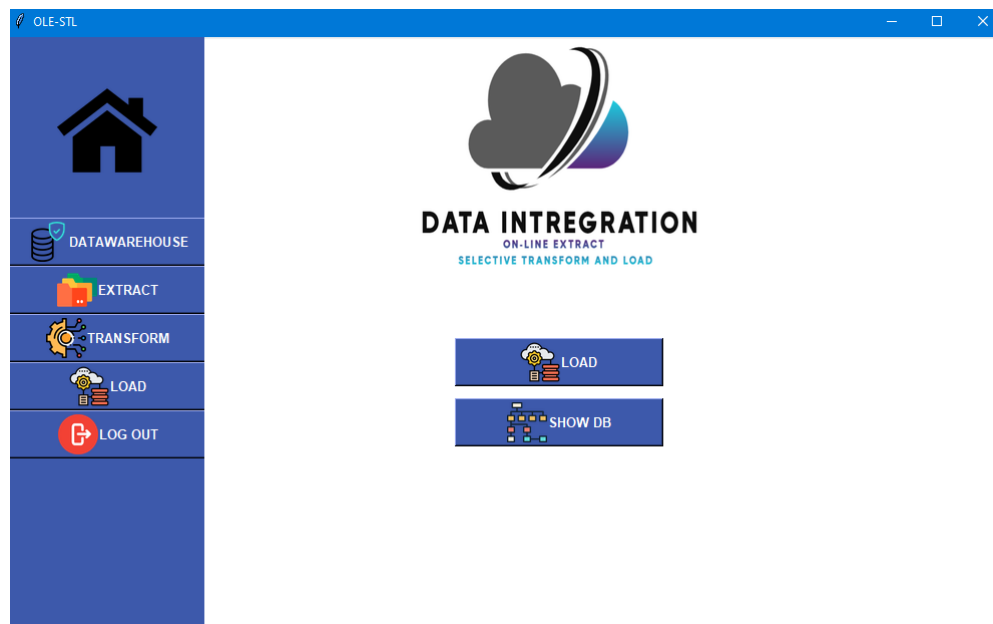 OLE-STL
DATAWAREHOUSE
EXTRACT
TRANSFORM
LOAD
LOG OUT
DATA INTREGRATION
ON-LINE EXTRACT
SELECTIVE TRANSFORM AND LOAD
LOAD
SHOW DB